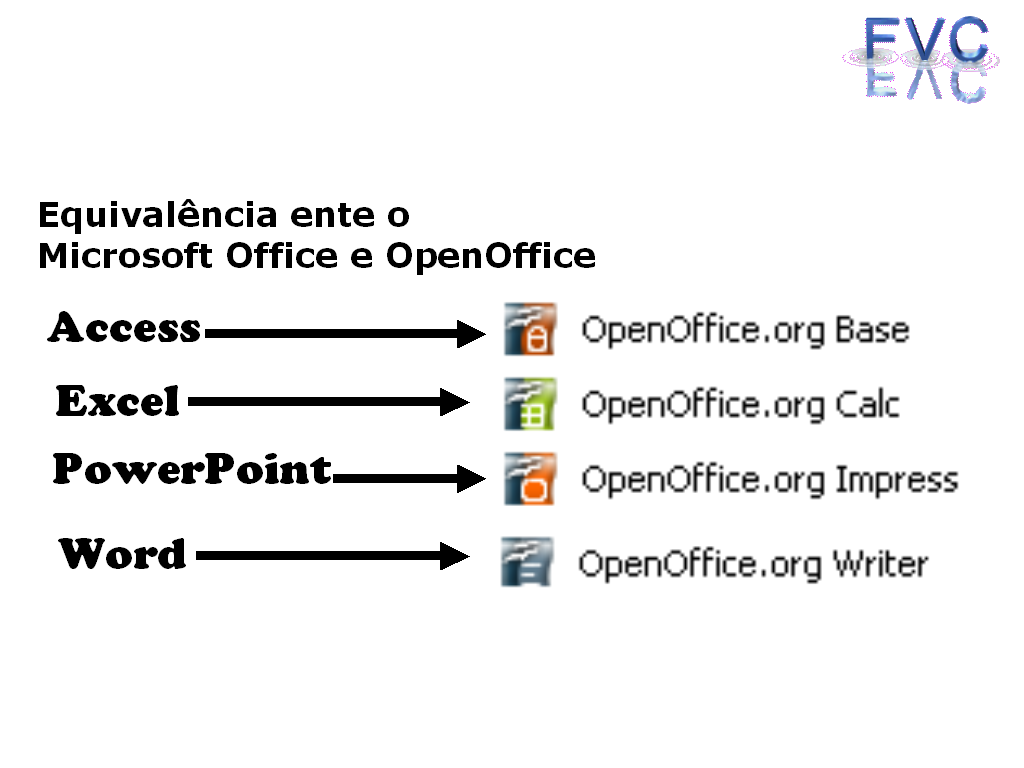 FVC
Equivalência ente o
Microsoft Office e OpenOffice
Access OpenOffice.org Base
Excel OpenOffice.org Calc
PowerPoint OpenOffice.org Impress
Word OpenOffice.org Writer